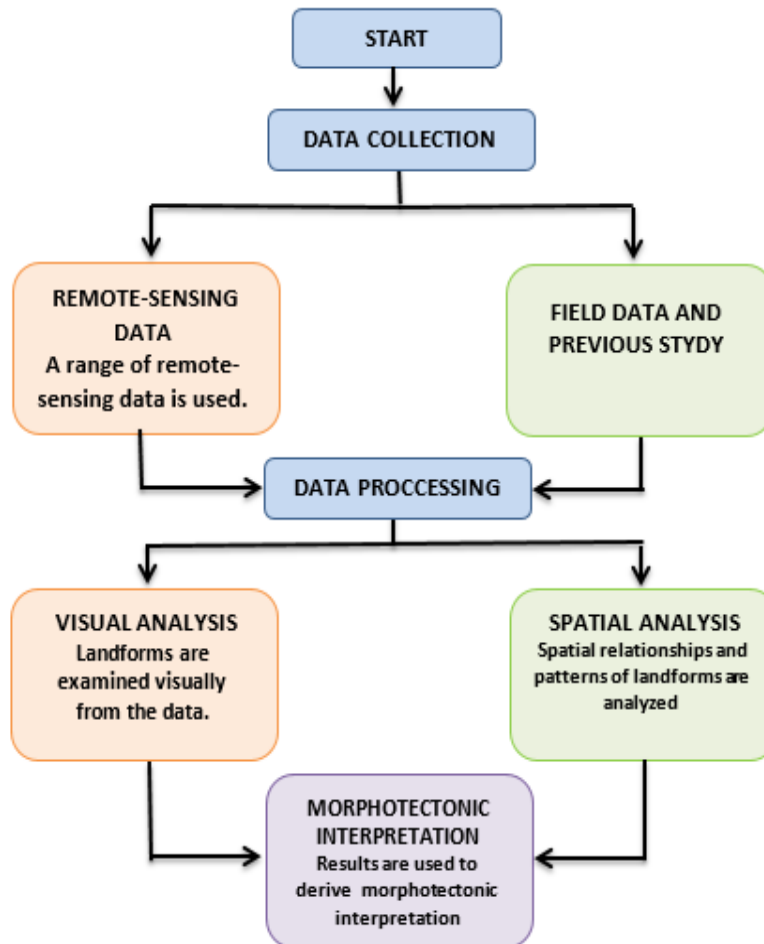 START
DATA COLLECTION
REMOTE-SENSING
DATA
A range of remote-
sensing data is used.
FIELD DATA AND
PREVIOUS STYDY
DATA PROCCESSING
VISUAL ANALYSIS
Landforms are
examined visually
from the data.
SPATIAL ANALYSIS
Spatial relationships and
patterns of landforms are
analyzed
MORPHOTECTONIC
INTERPRETATION
Results are used to
derive morphotectonic
interpretation